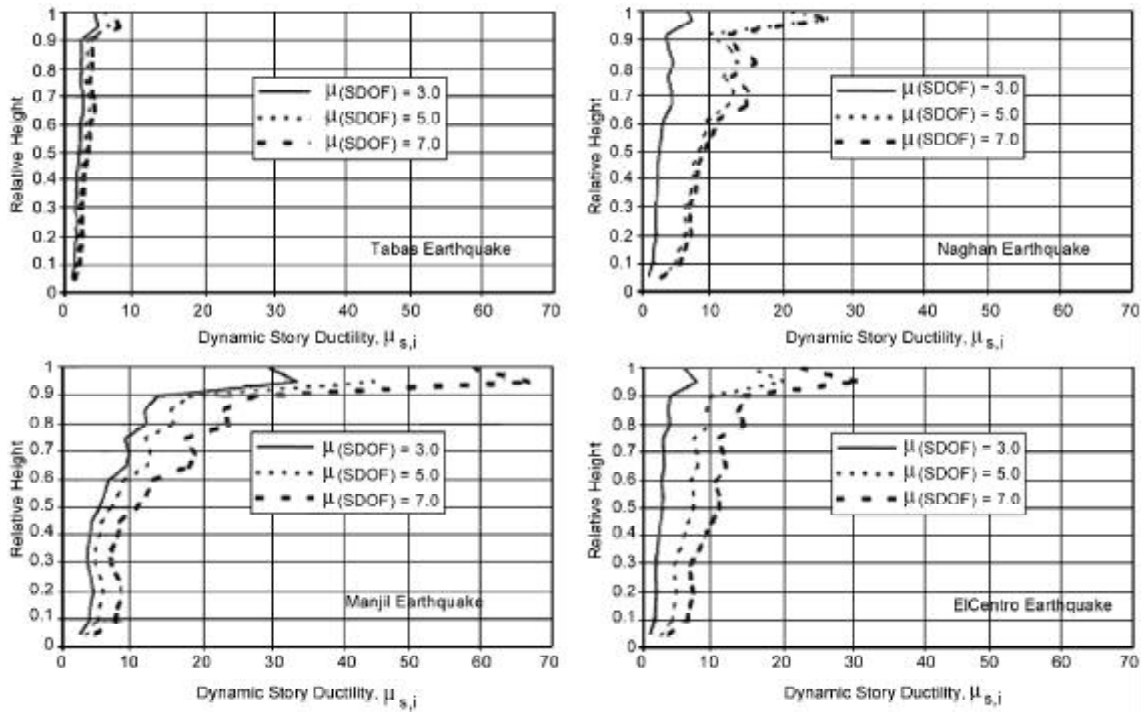 1
0.9
0.8
0.7
0.6
0.5
0.4
0.3
0.2
0.1
0
Relative Height
μ(SDOF) = 3.0
μ(SDOF) = 5.0
μ(SDOF) = 7.0
Tabas Earthquake
0 10 20 30 40 50 60 70
Dynamic Story Ductility, μ s,i
1
0.9
0.8
0.7
0.6
0.5
0.4
0.3
0.2
0.1
0
Relative Height
μ(SDOF) = 3.0
μ(SDOF) = 5.0
μ(SDOF) = 7.0
Naghan Earthquake
0 10 20 30 40 50 60 70
Dynamic Story Ductility, μ s,i
1
0.9
0.8
0.7
0.6
0.5
0.4
0.3
0.2
0.1
0
Relative Height
μ(SDOF) = 3.0
μ(SDOF) = 5.0
μ(SDOF) = 7.0
Manjil Earthquake
0 10 20 30 40 50 60 70
Dynamic Story Ductility, μ s,i
1
0.9
0.8
0.7
0.6
0.5
0.4
0.3
0.2
0.1
0
Relative Height
μ(SDOF) = 3.0
μ(SDOF) = 5.0
μ(SDOF) = 7.0
ElCentro Earthquake
0 10 20 30 40 50 60 70
Dynamic Story Ductility, μ s,i